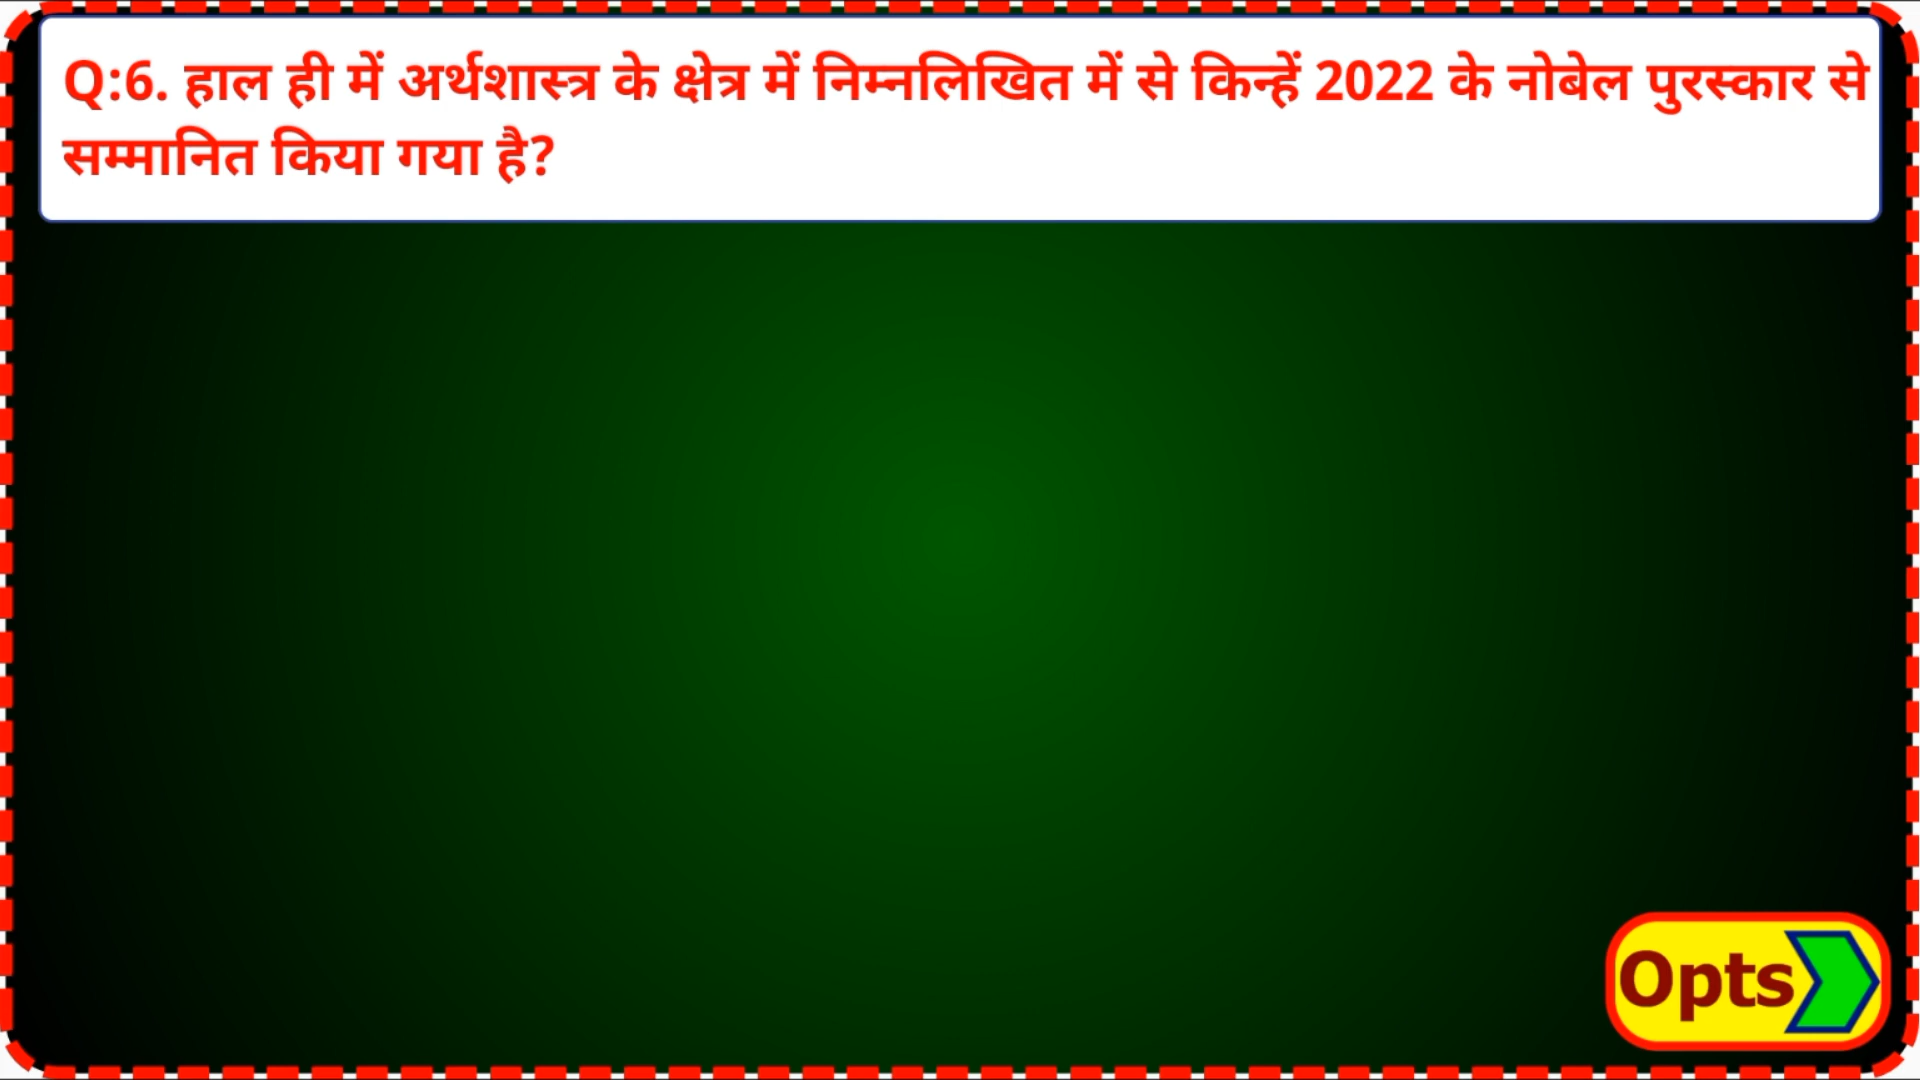 Q:6. हाल ही में अर्थशास्त्र के क्षेत्र में निम्नलिखित में से किन्हें 2022 के नोबेल पुरस्कार से
सम्मानित किया गया है?
Opts